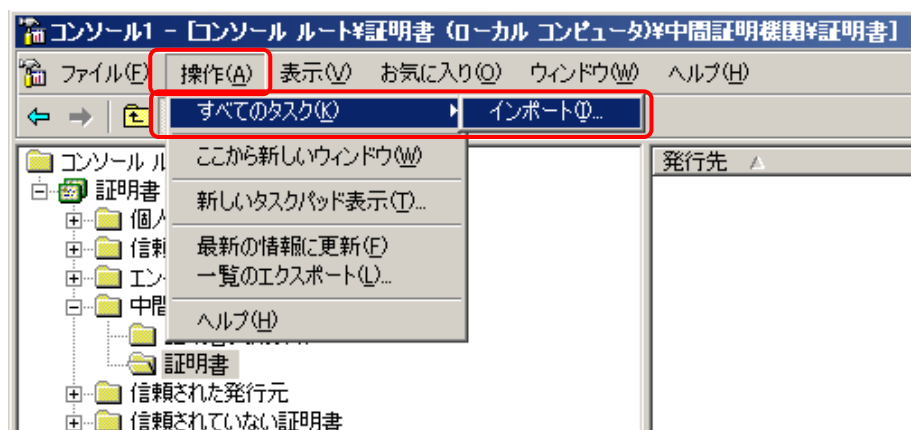 コンソール1 - [コンソール ルート¥証明書 (ローカル コンピュータ)¥中間証明機関¥証明書]
ファイル(F) 操作(A) 表示(V) お気に入り(O) ウィンドウ(W) ヘルプ(H)
すべてのタスク(K) インポート(I)...
ここから新しいウィンドウ(W)
新しいタスクパッド表示(T)...
最新の情報に更新(F)
一覧のエクスポート(L)...
ヘルプ(H)
コンソール ル
証明書
個人
信頼
エン
中間
証明書
信頼された発行元
信頼されていない証明書
発行先